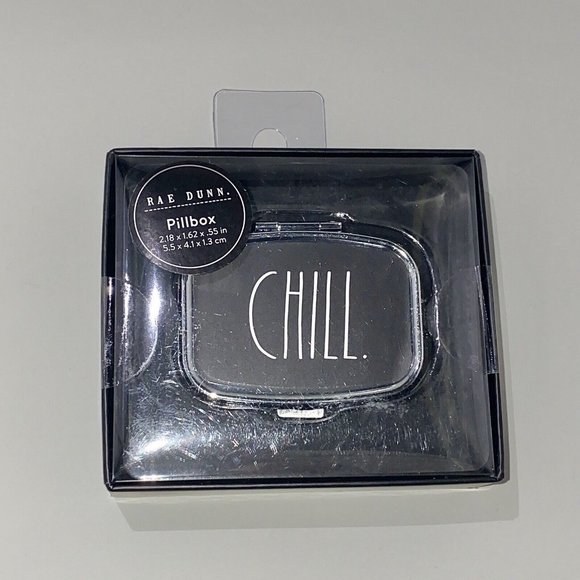 RAE DUNN.
Pillbox
2.18 x 1.62 x .55 in
5.5 x 4.1 x 1.3 cm
CHILL.